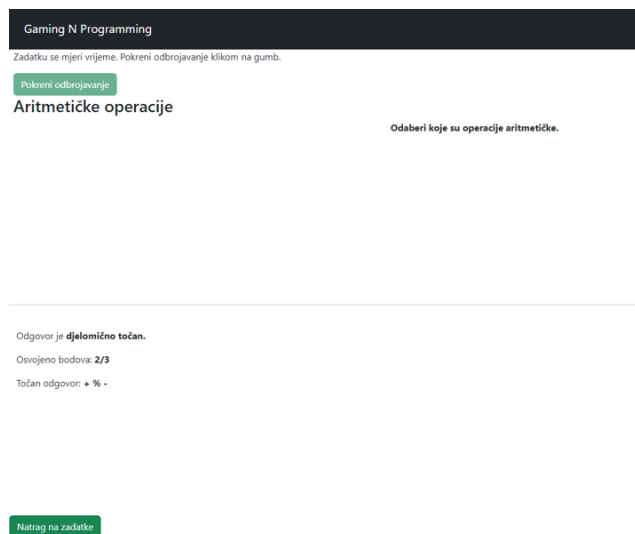 Gaming N Programming
Zadatku se mjeri vrijeme. Pokreni odbrojavanje klikom na gumb.
Pokreni odbrojavanje
Aritmetičke operacije
Odaberi koje su operacije aritmetičke.
Odgovor je djelomično točan.
Osvojeno bodova: 2/3
Točan odgovor: + % -
Natrag na zadatke